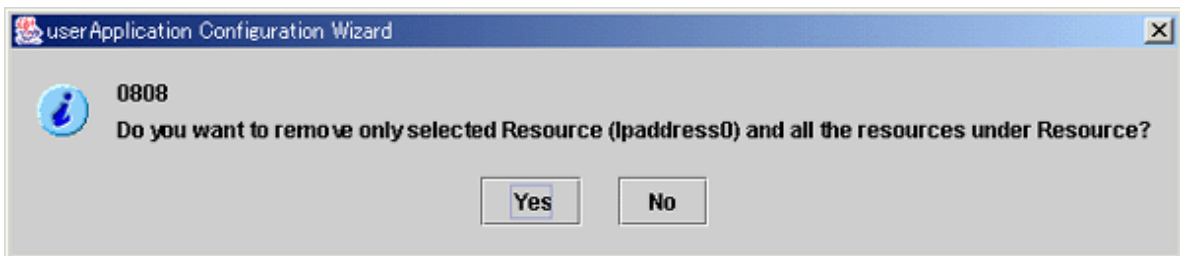 userApplication Configuration Wizard
0808
Do you want to remove only selected Resource (Ipaddress0) and all the resources under Resource?
Yes
No